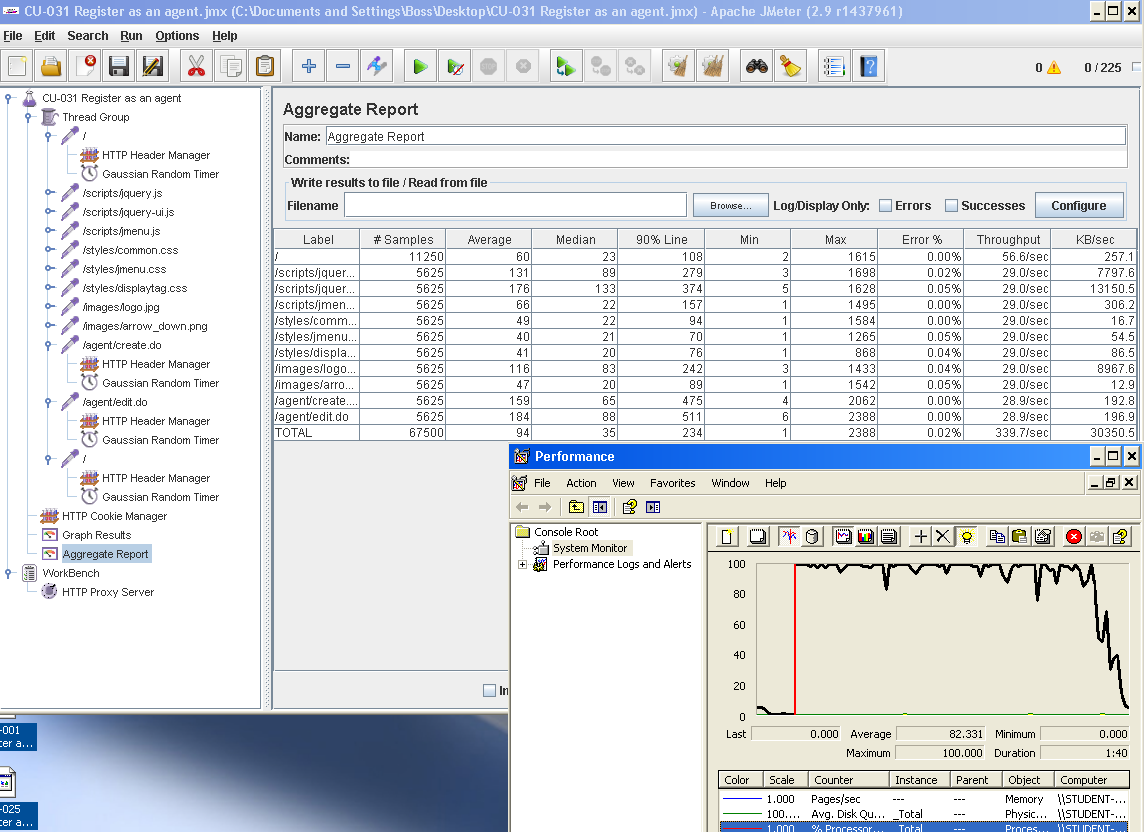 CU-031 Register as an agent.jmx (C:\Documents and Settings\Boss\Desktop\CU-031 Register as an agent.jmx) - Apache JMeter (2.9 r1437961)
File Edit Search Run Options Help
0 0 / 225
CU-031 Register as an agent
Thread Group
/
HTTP Header Manager
Gaussian Random Timer
/scripts/jquery.js
/scripts/jquery-ui.js
/scripts/jmenu.js
/styles/common.css
/styles/jmenu.css
/styles/displaytag.css
/images/logo.jpg
/images/arrow_down.png
/agent/create.do
HTTP Header Manager
Gaussian Random Timer
/agent/edit.do
HTTP Header Manager
Gaussian Random Timer
/
HTTP Header Manager
Gaussian Random Timer
HTTP Cookie Manager
Graph Results
Aggregate Report
WorkBench
HTTP Proxy Server
Aggregate Report
Name: Aggregate Report
Comments:
Write results to file / Read from file
Filename Browse... Log/Display Only: Errors Successes Configure
Label # Samples Average Median 90% Line Min Max Error % Throughput KB/sec
/ 11250 60 23 108 2 1615 0.00% 56.6/sec 257.1
/scripts/jquer... 5625 131 89 279 3 1698 0.02% 29.0/sec 7797.6
/scripts/jquer... 5625 176 133 374 5 1628 0.05% 29.0/sec 13150.5
/scripts/jmen... 5625 66 22 157 1 1495 0.00% 29.0/sec 306.2
/styles/comm... 5625 49 22 94 1 1584 0.00% 29.0/sec 16.7
/styles/jmenu... 5625 40 21 70 1 1265 0.05% 29.0/sec 54.5
/styles/displa... 5625 41 20 76 1 868 0.04% 29.0/sec 86.5
/images/logo... 5625 116 83 242 3 1433 0.04% 29.0/sec 8967.6
/images/arro... 5625 47 20 89 1 1542 0.05% 29.0/sec 12.9
/agent/create.... 5625 159 65 475 4 2062 0.00% 28.9/sec 192.8
/agent/edit.do 5625 184 88 511 6 2388 0.00% 28.9/sec 196.9
TOTAL 67500 94 35 234 1 2388 0.02% 339.7/sec 30350.5
In
Performance
File Action View Favorites Window Help
Console Root
System Monitor
Performance Logs and Alerts
100
80
60
40
20
0
Last 0.000 Average 82.331 Minimum 0.000
Maximum 100.000 Duration 1:40
Color Scale Counter Instance Parent Object Computer
1.000 Pages/sec --- --- Memory \\STUDENT-...
100.... Avg. Disk Qu... _Total --- Physic... \\STUDENT-...
1.000 % Processor... _Total --- Proces... \\STUDENT-...
-001
ter a...
-025
ter a...